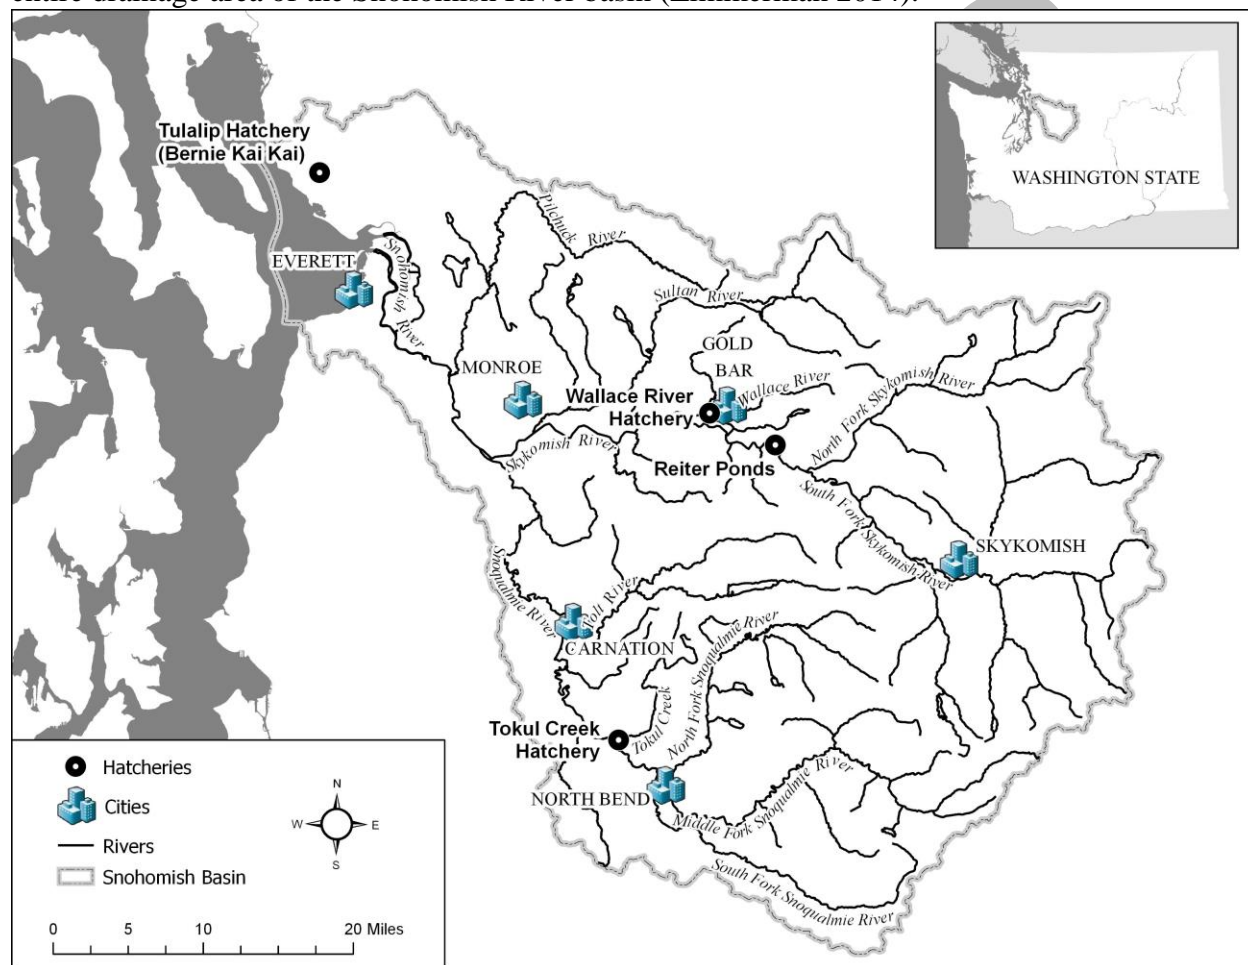 entire drainage area of the Snohomish River basin (Zimmerman 2014).
Tulalip Hatchery
(Bernie Kai Kai)
WASHINGTON STATE
Pilchuck River
Snohomish River
EVERETT
Sultan River
GOLD
BAR
MONROE
Wallace River
Wallace River
Hatchery
North Fork Skykomish River
Skykomish River
Reiter Ponds
South Fork Skykomish River
SKYKOMISH
Snoqualmie River
Tolt River
CARNATION
North Fork Snoqualmie River
Tokul Creek
Tokul Creek
Hatchery
NORTH BEND
Middle Fork Snoqualmie River
South Fork Snoqualmie River
Hatcheries
Cities
Rivers
Snohomish Basin
N
W E
S
0 5 10 20 Miles